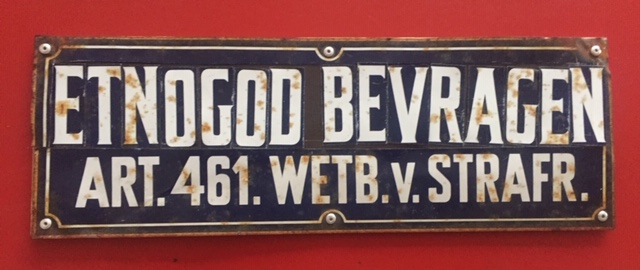 ETNOGOD BEVRAGEN
ART. 461. WETB. V. STRAFR.